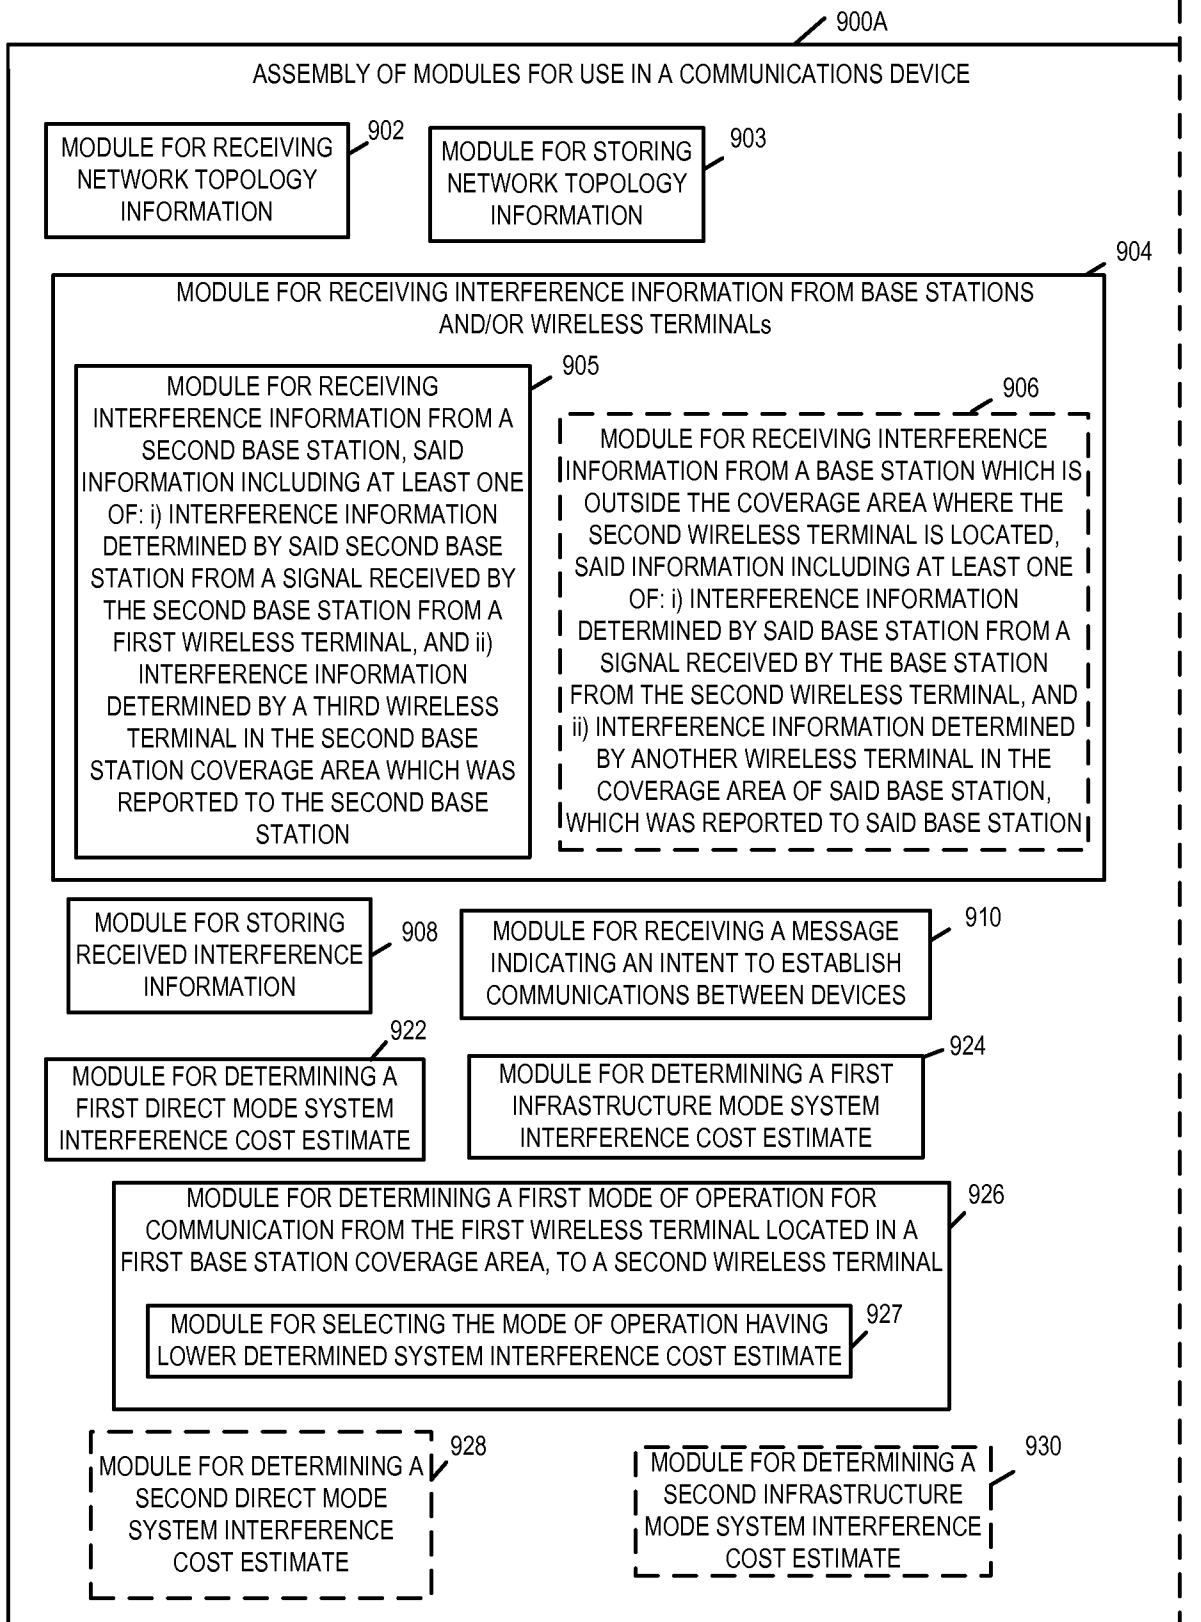 900A
ASSEMBLY OF MODULES FOR USE IN A COMMUNICATIONS DEVICE
MODULE FOR RECEIVING
NETWORK TOPOLOGY
INFORMATION
902
MODULE FOR STORING
NETWORK TOPOLOGY
INFORMATION
903
904
MODULE FOR RECEIVING INTERFERENCE INFORMATION FROM BASE STATIONS
AND/OR WIRELESS TERMINALs
905
MODULE FOR RECEIVING
INTERFERENCE INFORMATION FROM A
SECOND BASE STATION, SAID
INFORMATION INCLUDING AT LEAST ONE
OF: i) INTERFERENCE INFORMATION
DETERMINED BY SAID SECOND BASE
STATION FROM A SIGNAL RECEIVED BY
THE SECOND BASE STATION FROM A
FIRST WIRELESS TERMINAL, AND ii)
INTERFERENCE INFORMATION
DETERMINED BY A THIRD WIRELESS
TERMINAL IN THE SECOND BASE
STATION COVERAGE AREA WHICH WAS
REPORTED TO THE SECOND BASE
STATION
906
MODULE FOR RECEIVING INTERFERENCE
INFORMATION FROM A BASE STATION WHICH IS
OUTSIDE THE COVERAGE AREA WHERE THE
SECOND WIRELESS TERMINAL IS LOCATED,
SAID INFORMATION INCLUDING AT LEAST ONE
OF: i) INTERFERENCE INFORMATION
DETERMINED BY SAID BASE STATION FROM A
SIGNAL RECEIVED BY THE BASE STATION
FROM THE SECOND WIRELESS TERMINAL, AND
ii) INTERFERENCE INFORMATION DETERMINED
BY ANOTHER WIRELESS TERMINAL IN THE
COVERAGE AREA OF SAID BASE STATION,
WHICH WAS REPORTED TO SAID BASE STATION
MODULE FOR STORING
RECEIVED INTERFERENCE
INFORMATION
908
MODULE FOR RECEIVING A MESSAGE
INDICATING AN INTENT TO ESTABLISH
COMMUNICATIONS BETWEEN DEVICES
910
922
MODULE FOR DETERMINING A
FIRST DIRECT MODE SYSTEM
INTERFERENCE COST ESTIMATE
924
MODULE FOR DETERMINING A FIRST
INFRASTRUCTURE MODE SYSTEM
INTERFERENCE COST ESTIMATE
926
MODULE FOR DETERMINING A FIRST MODE OF OPERATION FOR
COMMUNICATION FROM THE FIRST WIRELESS TERMINAL LOCATED IN A
FIRST BASE STATION COVERAGE AREA, TO A SECOND WIRELESS TERMINAL
927
MODULE FOR SELECTING THE MODE OF OPERATION HAVING
LOWER DETERMINED SYSTEM INTERFERENCE COST ESTIMATE
928
MODULE FOR DETERMINING A
SECOND DIRECT MODE
SYSTEM INTERFERENCE
COST ESTIMATE
930
MODULE FOR DETERMINING A
SECOND INFRASTRUCTURE
MODE SYSTEM INTERFERENCE
COST ESTIMATE